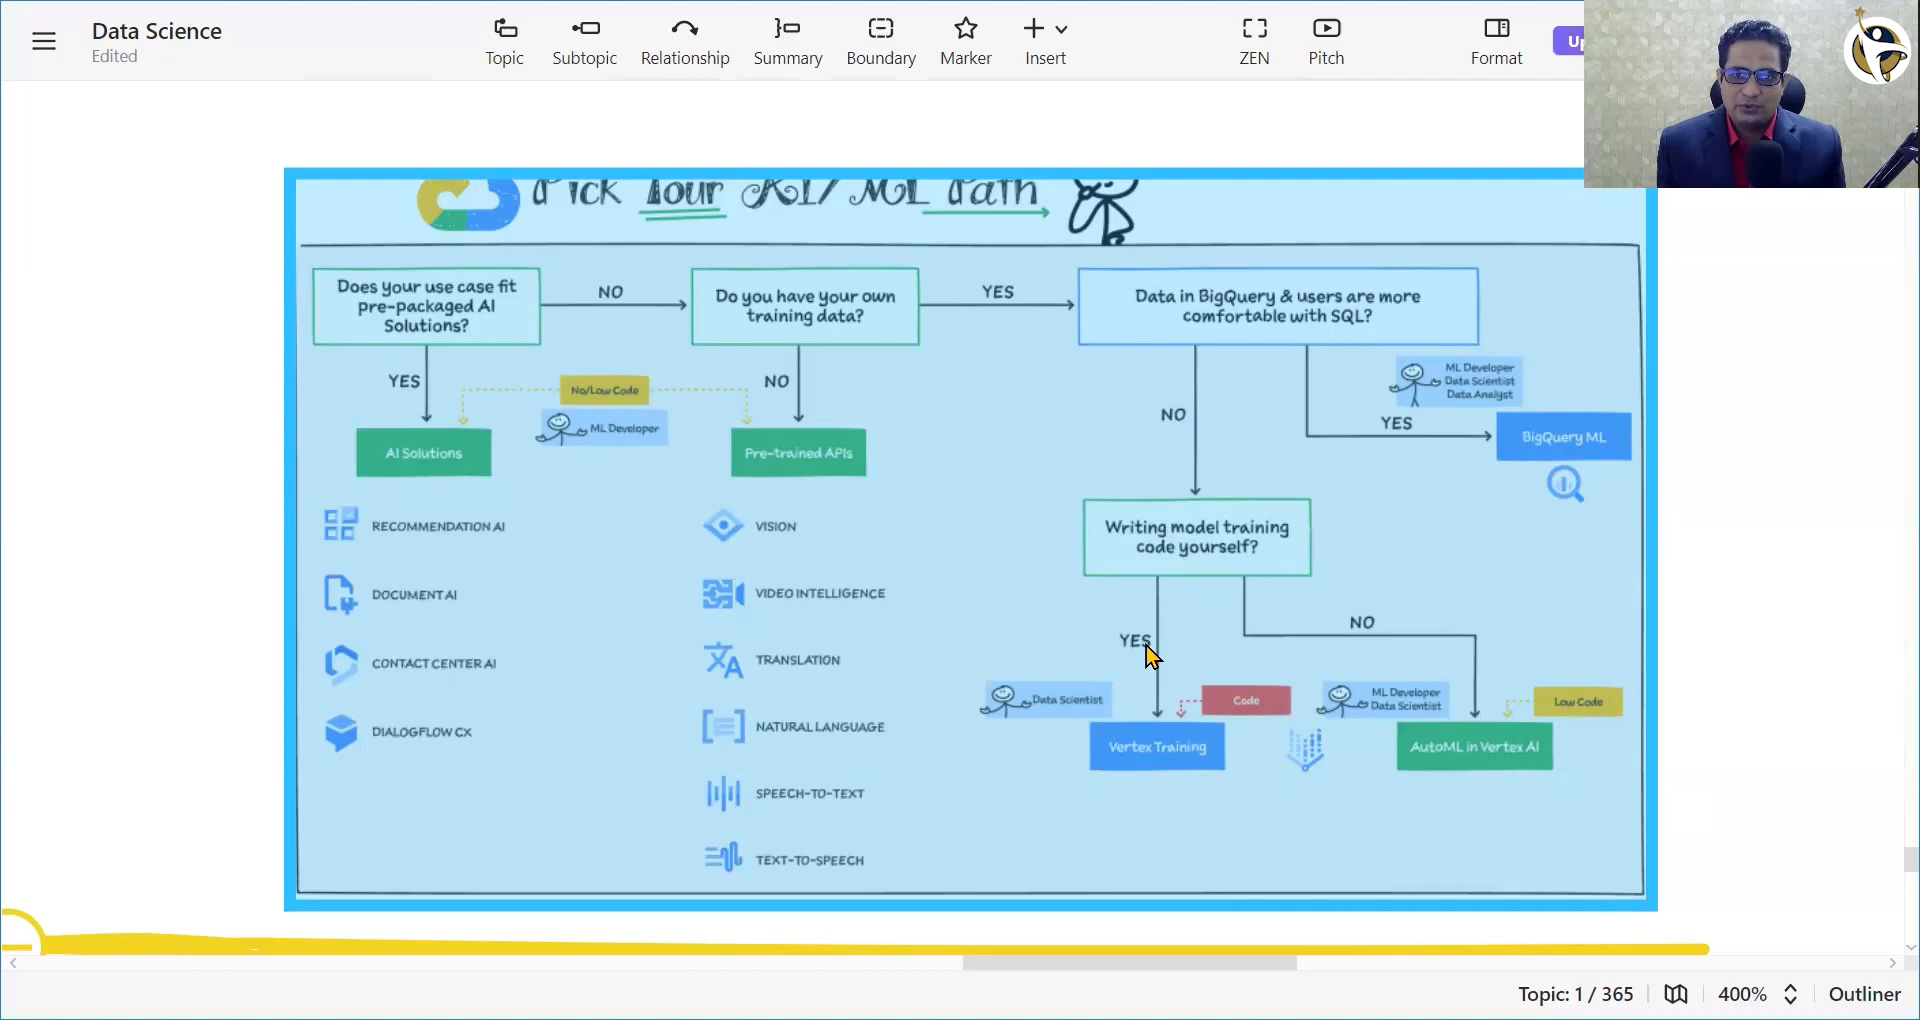 Data Science
Edited
Topic
Subtopic
Relationship
Summary
Boundary
Marker
Insert
ZEN
Pitch
Format
Up
Pick Your AI/ML Path
Does your use case fit
pre-packaged AI
Solutions?
NO
Do you have your own
training data?
YES
Data in BigQuery & users are more
comfortable with SQL?
YES
No/Low Code
NO
ML Developer
AI Solutions
Pre-trained APIs
NO
ML Developer
Data Scientist
Data Analyst
YES
BigQuery ML
RECOMMENDATION AI
DOCUMENT AI
CONTACT CENTER AI
DIALOGFLOW CX
VISION
VIDEO INTELLIGENCE
TRANSLATION
NATURAL LANGUAGE
SPEECH-TO-TEXT
TEXT-TO-SPEECH
Writing model training
code yourself?
YES
NO
Data Scientist
Code
ML Developer
Data Scientist
Low Code
Vertex Training
AutoML in Vertex AI
Topic: 1 / 365
400%
Outliner